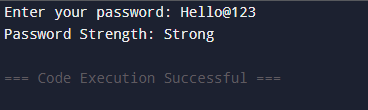 Enter your password: Hello@123
Password Strength: Strong
=== Code Execution Successful ===